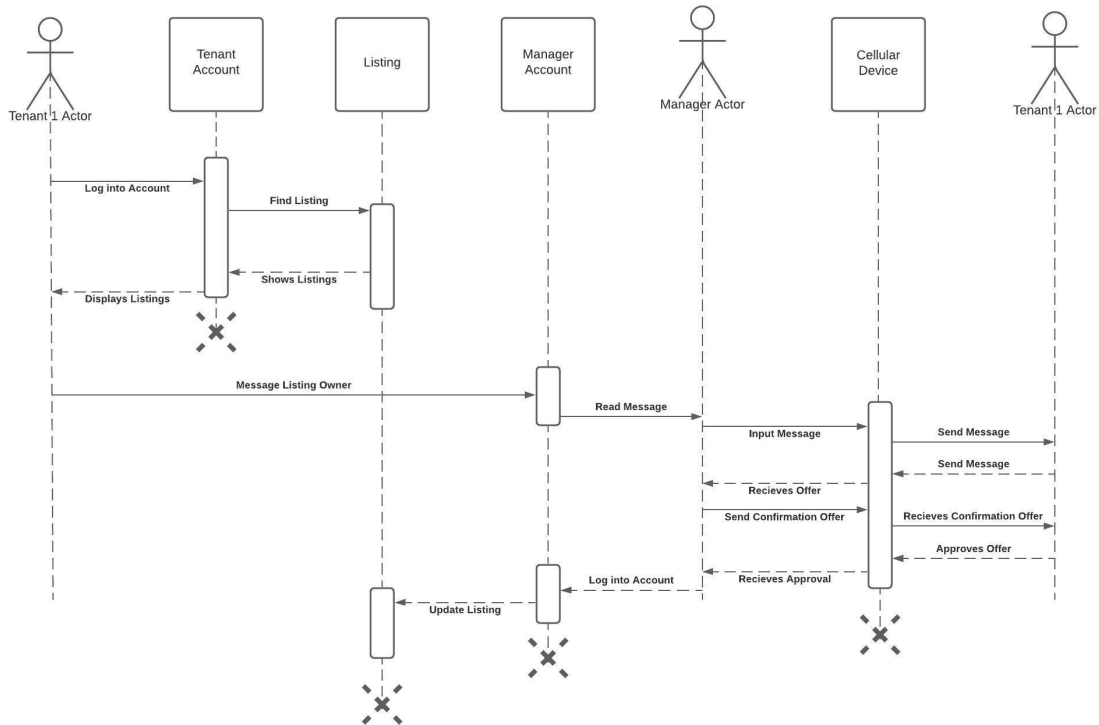 Tenant 1 Actor
Tenant
Account
Listing
Manager
Account
Manager Actor
Cellular
Device
Tenant 1 Actor
Log into Account
Find Listing
Shows Listings
Displays Listings
Message Listing Owner
Read Message
Input Message
Send Message
Send Message
Recieves Offer
Send Confirmation Offer
Recieves Confirmation Offer
Approves Offer
Recieves Approval
Log into Account
Update Listing